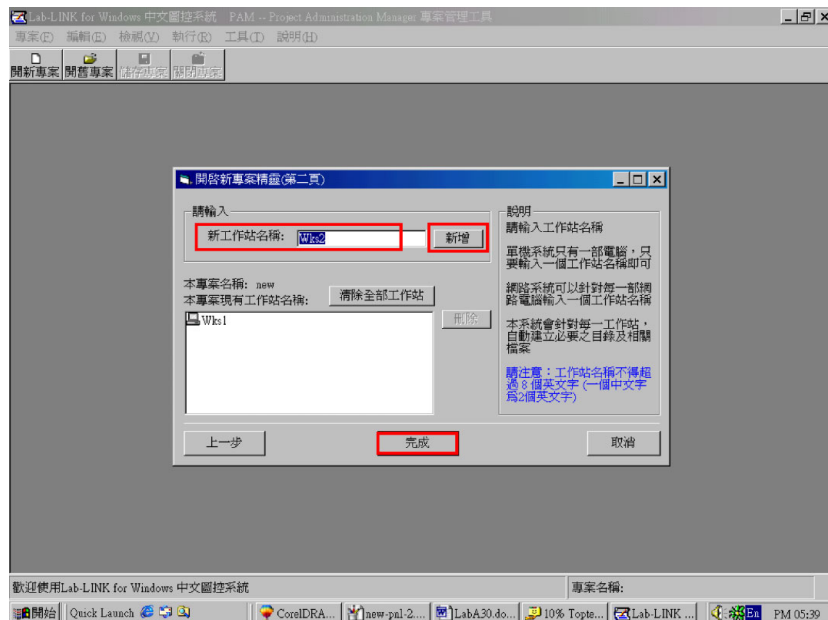 Lab-LINK for Windows 中文圖控系統 PAM -- Project Administration Manager 專案管理工具
專案(F) 編輯(E) 檢視(V) 執行(R) 工具(T) 說明(H)
開新專案 開舊專案 儲存專案 關閉專案
開啓新專案精靈(第二頁)
請輸入
新工作站名稱: Wks2 新增
本專案名稱: new
本專案現有工作站名稱: 清除全部工作站
Wks1
刪除
說明
請輸入工作站名稱
單機系統只有一部電腦，只
要輸入一個工作站名稱即可
網路系統可以針對每一部網
路電腦輸入一個工作站名稱
本系統會針對每一工作站，
自動建立必要之目錄及相關
檔案
請注意：工作站名稱不得超
過 8 個英文字 (一個中文字
爲2個英文字)
上一步 完成 取消
歡迎使用Lab-LINK for Windows 中文圖控系統 專案名稱:
開始 Quick Launch CorelDRA... new-pnl-2.... LabA30.do... 10% Topte... Lab-LINK ... En PM 05:39